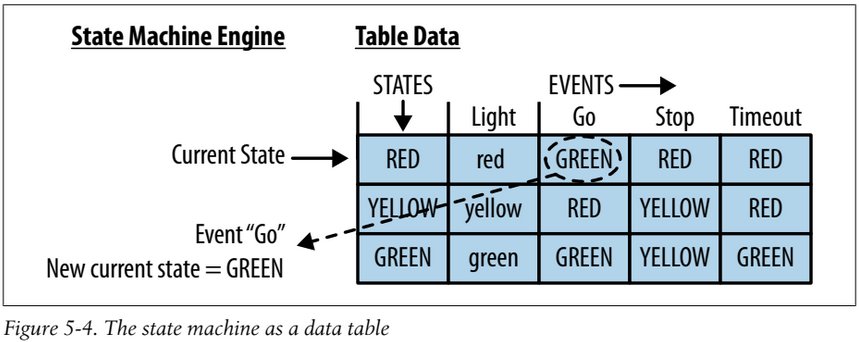 State Machine Engine Table Data
STATES EVENTS
Light Go Stop Timeout
Current State RED red GREEN RED RED
YELLOW yellow RED YELLOW RED
Event “Go”
New current state = GREEN GREEN green GREEN YELLOW GREEN
Figure 5-4. The state machine as a data table